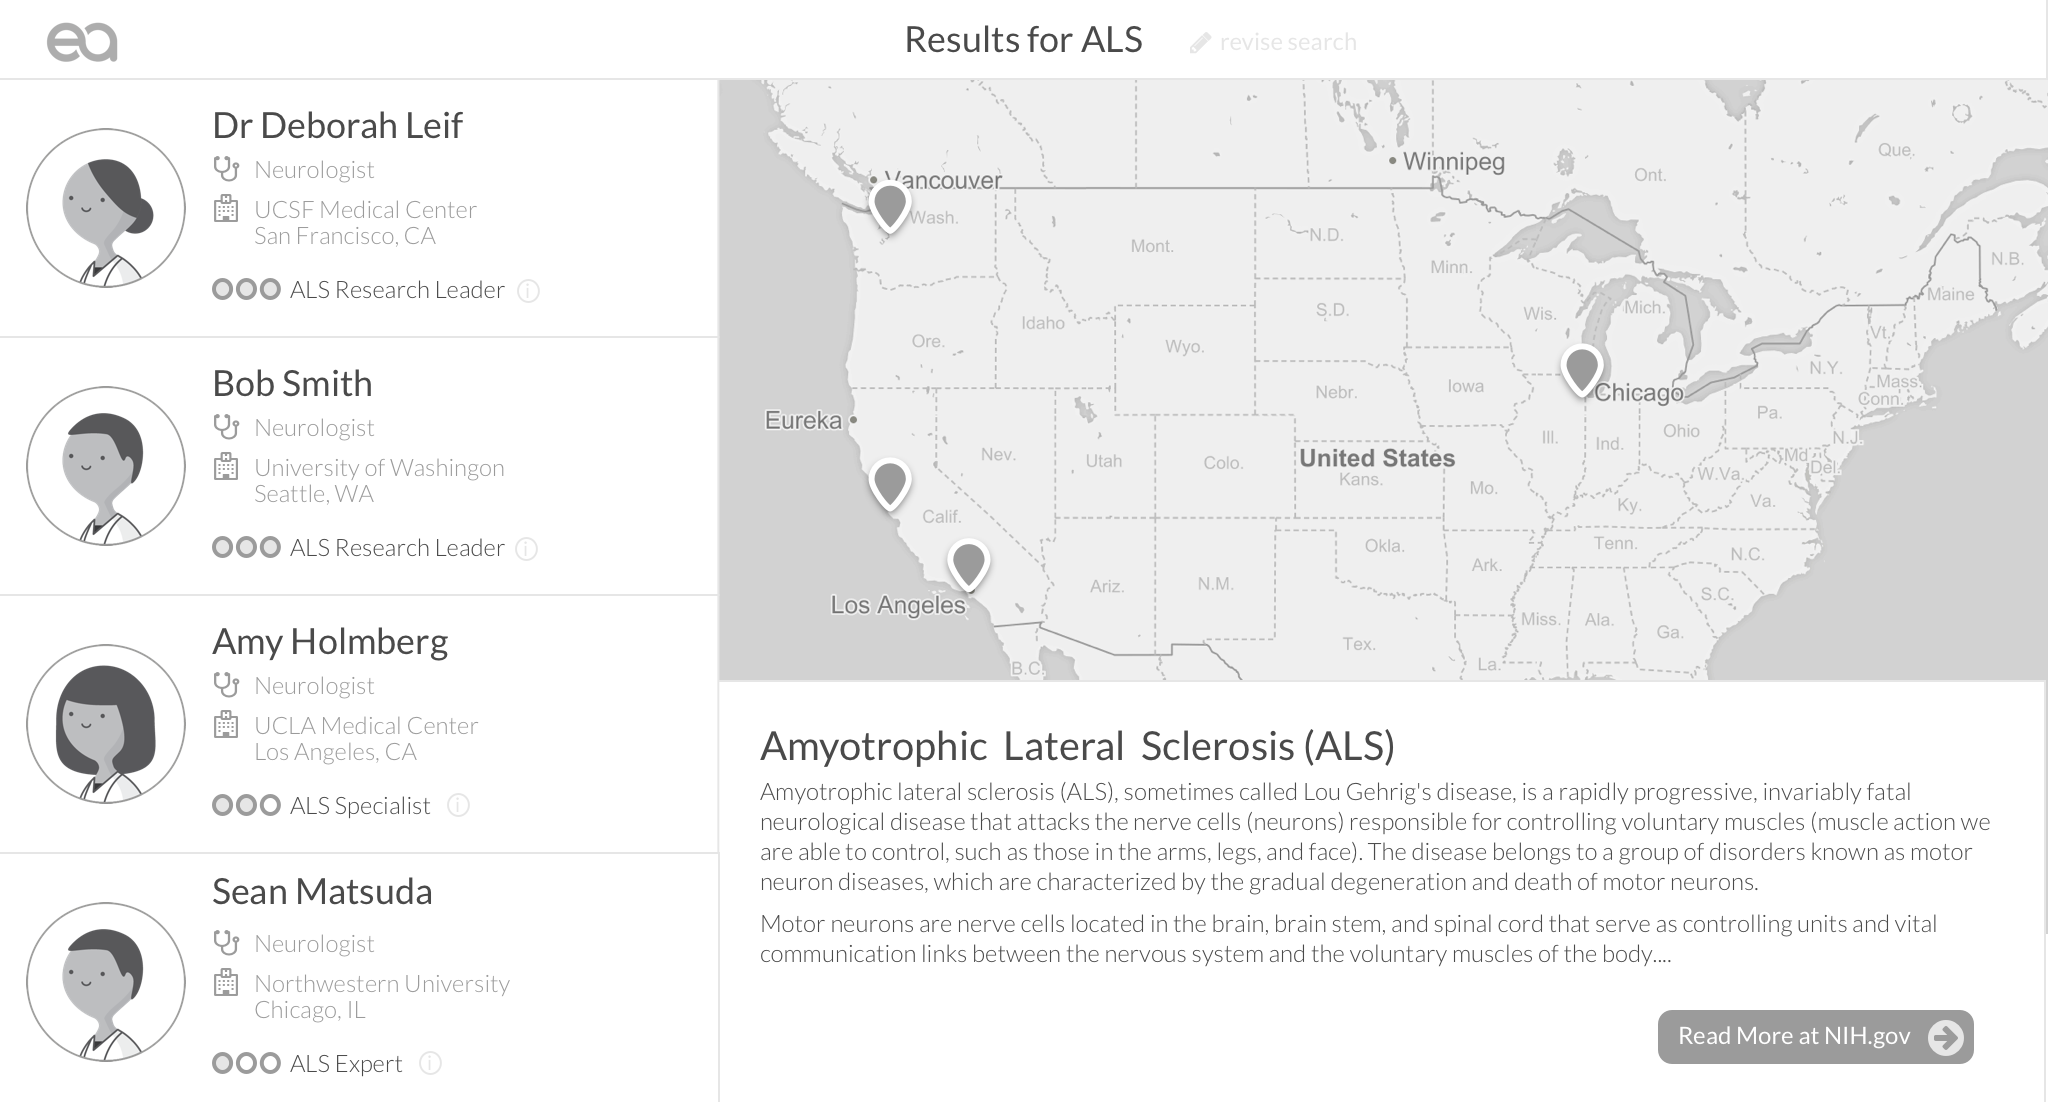 ea
Results for ALS
revise search
Dr Deborah Leif
Neurologist
UCSF Medical Center
San Francisco, CA
ALS Research Leader
Bob Smith
Neurologist
University of Washingon
Seattle, WA
ALS Research Leader
Amy Holmberg
Neurologist
UCLA Medical Center
Los Angeles, CA
ALS Specialist
Sean Matsuda
Neurologist
Northwestern University
Chicago, IL
ALS Expert
Vancouver
Winnipeg
Ont.
Que.
Wash.
Mont.
N.D.
Minn.
N.B.
Maine
Idaho
S.D.
Wis.
Mich.
Vt.
Ore.
Wyo.
N.Y.
Mass.
Conn.
Eureka
Nebr.
Iowa
Chicago
Pa.
Nev.
Utah
Colo.
United States
Kans.
Mo.
Ill.
Ind.
Ohio
N.J.
Md.
Del.
W.Va.
Va.
Ky.
Calif.
Okla.
Ark.
Tenn.
N.C.
Ariz.
N.M.
S.C.
Los Angeles
Miss.
Ala.
Ga.
Tex.
La.
B.C.
Amyotrophic Lateral Sclerosis (ALS)
Amyotrophic lateral sclerosis (ALS), sometimes called Lou Gehrig's disease, is a rapidly progressive, invariably fatal
neurological disease that attacks the nerve cells (neurons) responsible for controlling voluntary muscles (muscle action we
are able to control, such as those in the arms, legs, and face). The disease belongs to a group of disorders known as motor
neuron diseases, which are characterized by the gradual degeneration and death of motor neurons.
Motor neurons are nerve cells located in the brain, brain stem, and spinal cord that serve as controlling units and vital
communication links between the nervous system and the voluntary muscles of the body....
Read More at NIH.gov